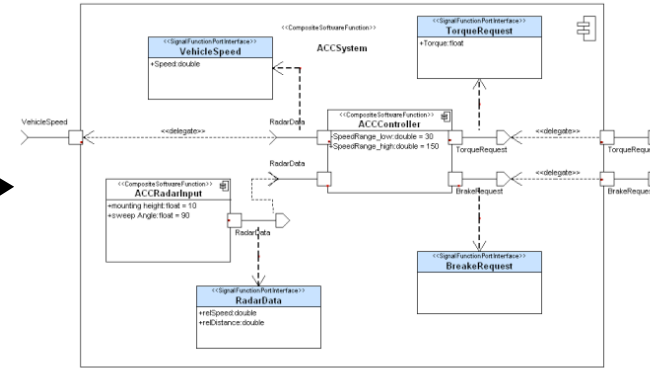 <<CompositeSoftwareFunction>>
ACCSystem
<<SignalFunctionPortInterface>>
VehicleSpeed
+Speed:double
<<SignalFunctionPortInterface>>
TorqueRequest
+Torque:float
VehicleSpeed
<<delegate>>
RadarData
<<CompositeSoftwareFunction>>
ACCController
+SpeedRange_low:double = 30
+SpeedRange_high:double = 150
<<delegate>>
TorqueRequest
TorqueReque
RadarData
<<delegate>>
BrakeRequest
BrakeReque
<<CompositeSoftwareFunction>>
ACCRadarInput
+mounting height:float = 10
+sweep Angle:float = 90
RadarData
<<SignalFunctionPortInterface>>
BreakeRequest
<<SignalFunctionPortInterface>>
RadarData
+relSpeed:double
+relDistance:double